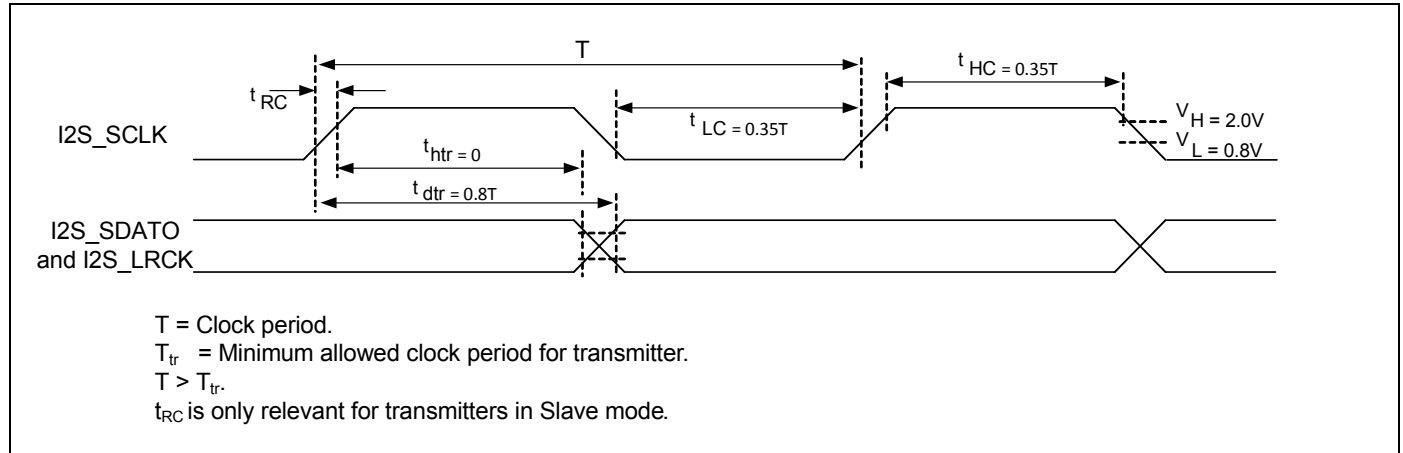 T
t HC = 0.35T
t RC
I2S_SCLK
t LC = 0.35T
V H = 2.0V
V L = 0.8V
t htr = 0
t dtr = 0.8T
I2S_SDATO
and I2S_LRCK
T = Clock period.
Ttr = Minimum allowed clock period for transmitter.
T > Ttr.
tRC is only relevant for transmitters in Slave mode.